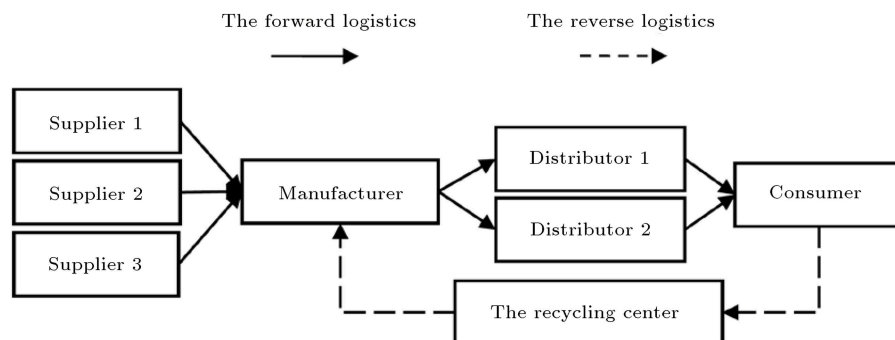 The forward logistics
The reverse logistics
Supplier 1
Supplier 2
Supplier 3
Manufacturer
Distributor 1
Distributor 2
Consumer
The recycling center